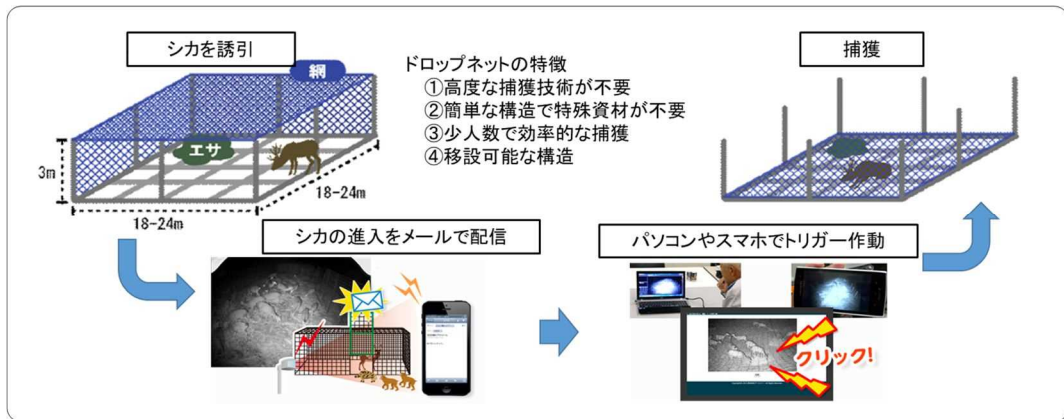 シカを誘引
網
エサ
3m
18-24m
18-24m
ドロップネットの特徴
①高度な捕獲技術が不要
②簡単な構造で特殊資材が不要
③少人数で効率的な捕獲
④移設可能な構造
捕獲
シカの進入をメールで配信
パソコンやスマホでトリガー作動
クリック!